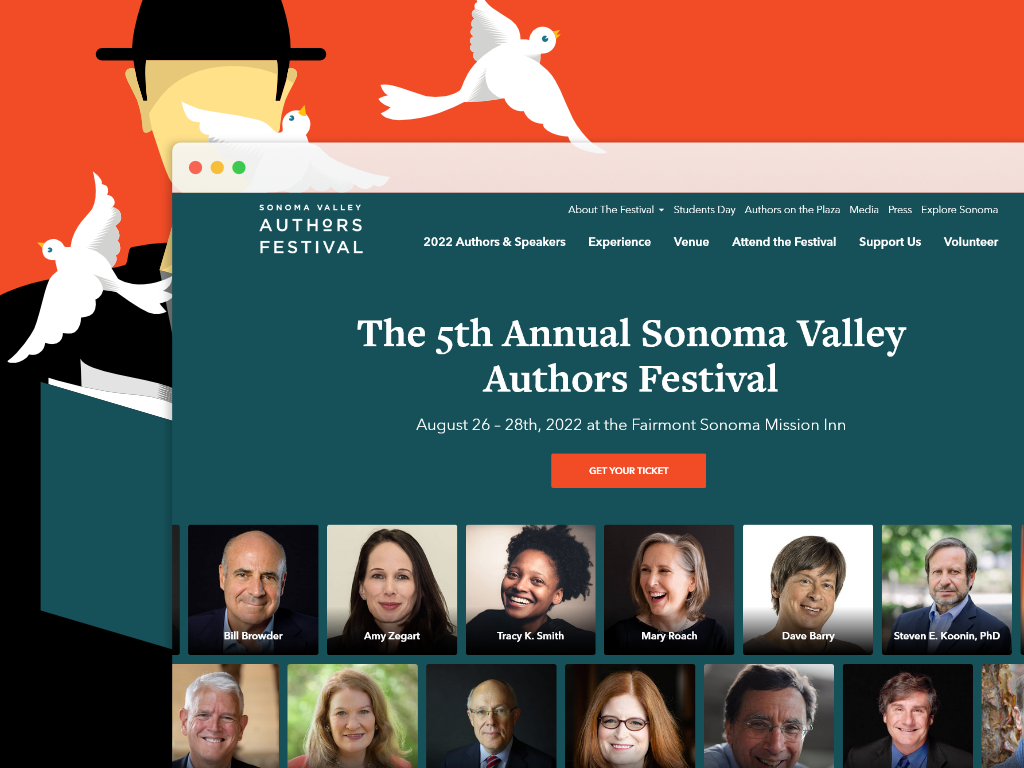 SONOMA VALLEY
AUTHORS
FESTIVAL
About The Festival Students Day Authors on the Plaza Media Press Explore Sonoma
2022 Authors & Speakers Experience Venue Attend the Festival Support Us Volunteer
The 5th Annual Sonoma Valley
Authors Festival
August 26 – 28th, 2022 at the Fairmont Sonoma Mission Inn
GET YOUR TICKET
Bill Browder Amy Zegart Tracy K. Smith Mary Roach Dave Barry Steven E. Koonin, PhD